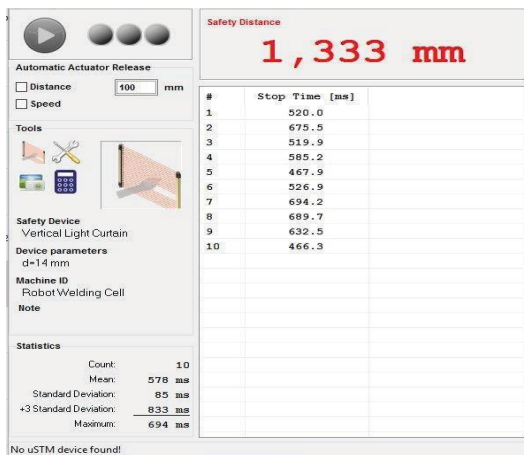 Safety Distance
1,333 mm
Automatic Actuator Release
Distance 100 mm
Speed
Tools
Safety Device
Vertical Light Curtain
Device parameters
d=14 mm
Machine ID
Robot Welding Cell
Note
Statistics
Count: 10
Mean: 578 ms
Standard Deviation: 85 ms
+3 Standard Deviation: 833 ms
Maximum: 694 ms
# Stop Time [ms]
1 520.0
2 675.5
3 519.9
4 585.2
5 467.9
6 526.9
7 694.2
8 689.7
9 632.5
10 466.3
No uSTM device found!